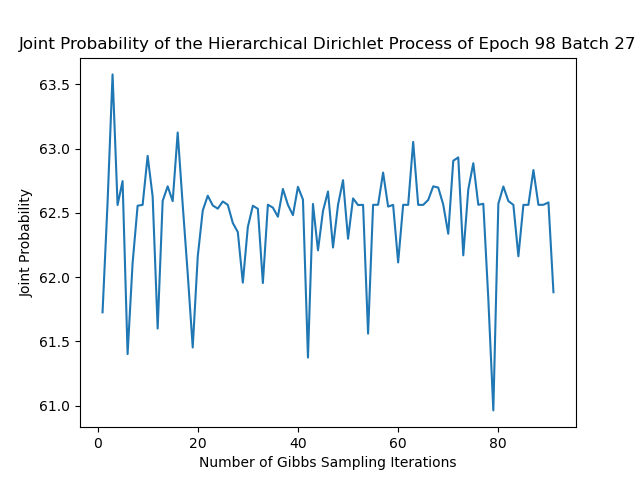 Joint Probability of the Hierarchical Dirichlet Process of Epoch 98 Batch 27
63.5
63.0
62.5
62.0
61.5
61.0
Joint Probability
0 20 40 60 80
Number of Gibbs Sampling Iterations